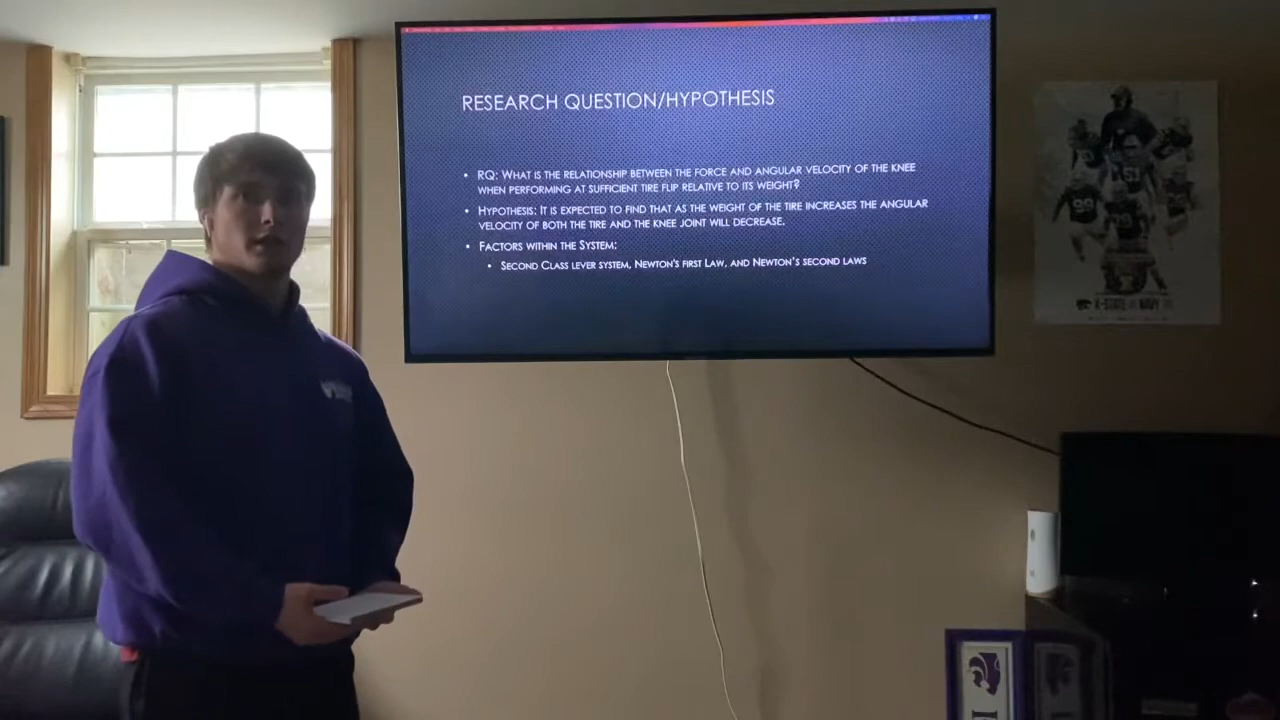 RESEARCH QUESTION/HYPOTHESIS
• RQ: WHAT IS THE RELATIONSHIP BETWEEN THE FORCE AND ANGULAR VELOCITY OF THE KNEE
WHEN PERFORMING AT SUFFICIENT TIRE FLIP RELATIVE TO ITS WEIGHT?
• HYPOTHESIS: IT IS EXPECTED TO FIND THAT AS THE WEIGHT OF THE TIRE INCREASES THE ANGULAR
VELOCITY OF BOTH THE TIRE AND THE KNEE JOINT WILL DECREASE.
• FACTORS WITHIN THE SYSTEM:
• SECOND CLASS LEVER SYSTEM, NEWTON'S FIRST LAW, AND NEWTON'S SECOND LAWS
K-STATE vs NAVY